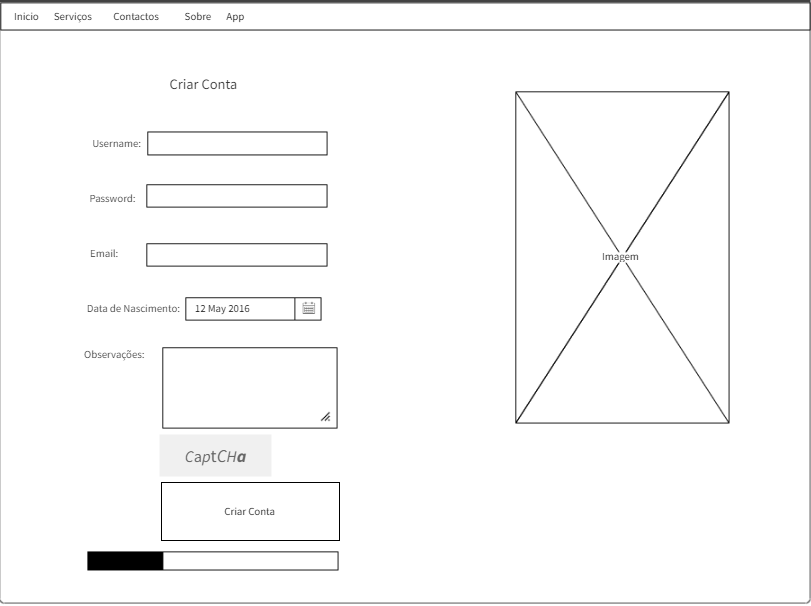 Inicio Serviços Contactos Sobre App
Criar Conta
Username:
Password:
Email:
Data de Nascimento: 12 May 2016
Observações:
CaptCHa
Criar Conta
Imagem